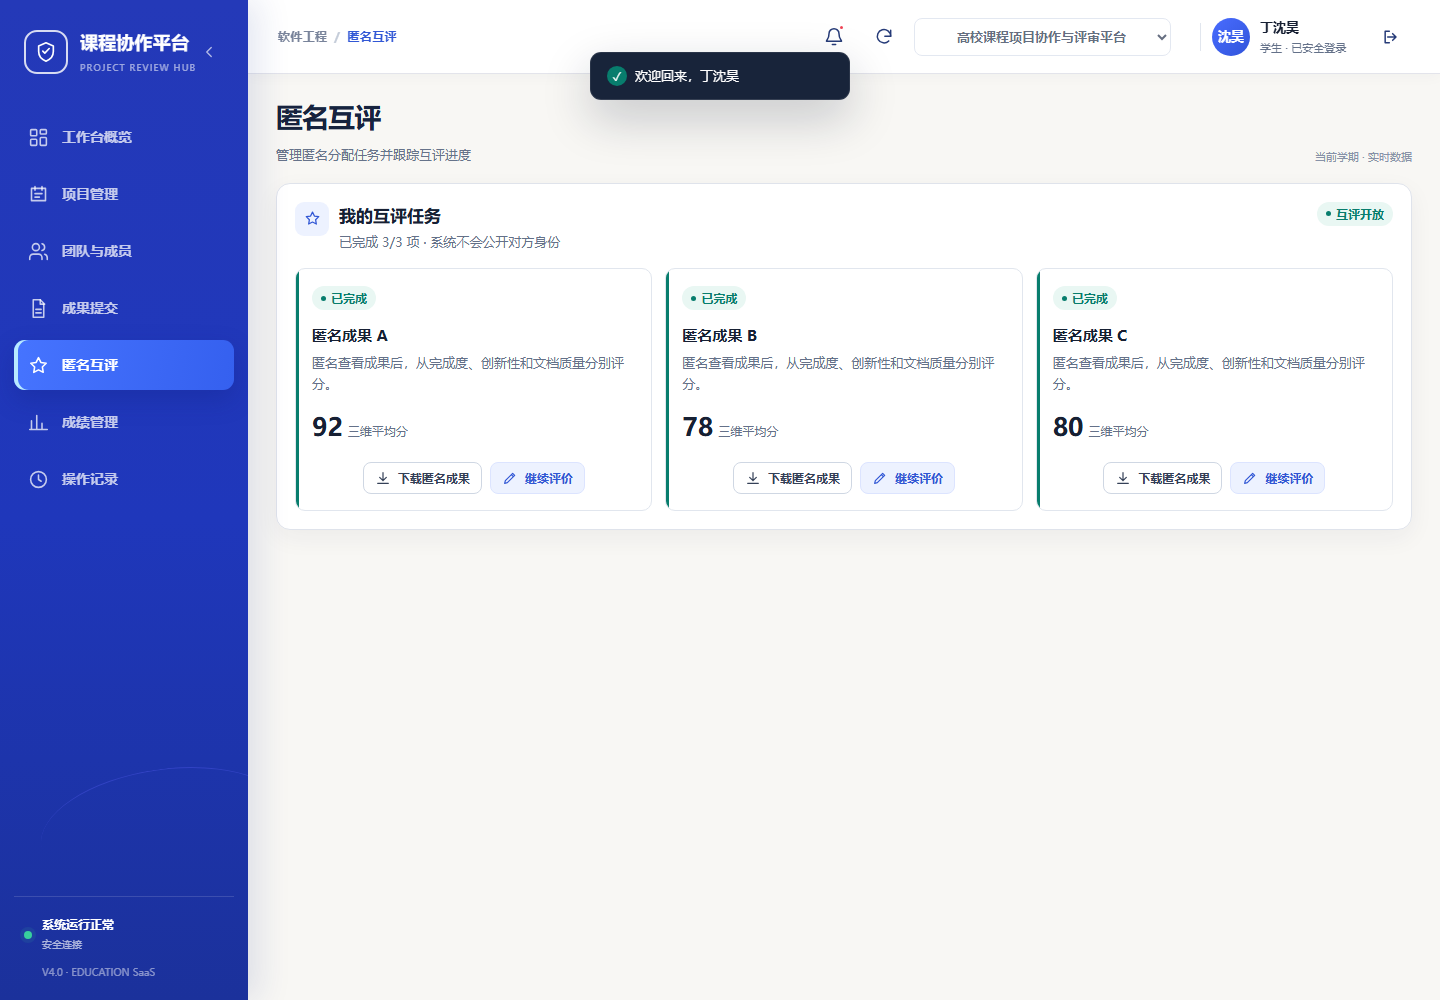 课程协作平台
PROJECT REVIEW HUB
工作台概览
项目管理
团队与成员
成果提交
匿名互评
成绩管理
操作记录
系统运行正常
安全连接
V4.0 · EDUCATION SaaS
软件工程 / 匿名互评
高校课程项目协作与评审平台
沈昊
丁沈昊
学生 · 已安全登录
欢迎回来，丁沈昊
匿名互评
管理匿名分配任务并跟踪互评进度
当前学期 · 实时数据
我的互评任务
已完成 3/3 项 · 系统不会公开对方身份
互评开放
已完成
匿名成果 A
匿名查看成果后，从完成度、创新性和文档质量分别评
分。
92 三维平均分
下载匿名成果
继续评价
已完成
匿名成果 B
匿名查看成果后，从完成度、创新性和文档质量分别评
分。
78 三维平均分
下载匿名成果
继续评价
已完成
匿名成果 C
匿名查看成果后，从完成度、创新性和文档质量分别评
分。
80 三维平均分
下载匿名成果
继续评价